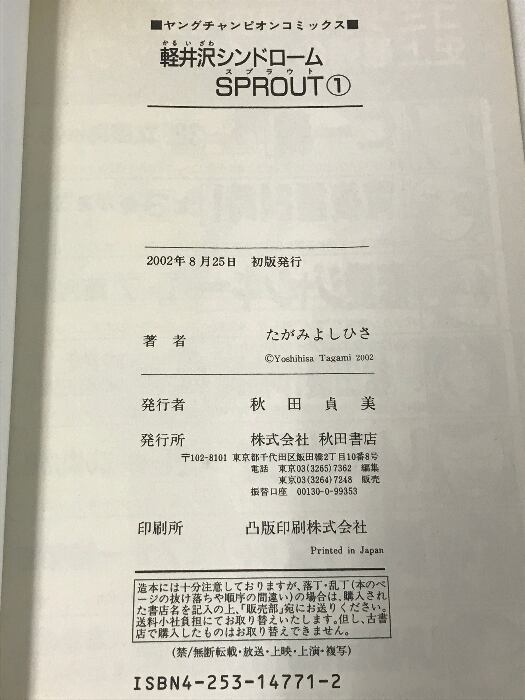 ■ヤングチャンピオンコミックス■
かるいざわ
軽井沢シンドローム
スプラウト
SPROUT①
2002年8月25日 初版発行
著者 たがみよしひさ
©Yoshihisa Tagami 2002
発行者 秋田貞美
発行所 株式会社 秋田書店
〒102-8101 東京都千代田区飯田橋2丁目10番8号
電話 東京03(3265)7362 編集
東京03(3264)7248 販売
振替口座 00130-0-99353
印刷所 凸版印刷株式会社
Printed in Japan
造本には十分注意しておりますが、落丁・乱丁(本のペ
ージの抜け落ちや順序の間違い)の場合は、購入され
た書店名を記入の上、「販売部」宛にお送りください。
送料小社負担にてお取り替えいたします。但し、古書
店で購入したものはお取り替えできません。
(禁/無断転載・放送・上映・上演・複写)
ISBN4-253-14771-2